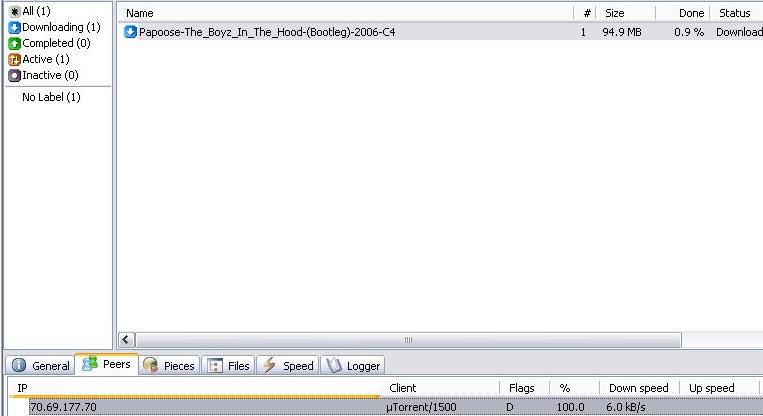 All (1)
Downloading (1)
Completed (0)
Active (1)
Inactive (0)
No Label (1)
Name # Size Done Status
Papoose-The_Boyz_In_The_Hood-(Bootleg)-2006-C4 1 94.9 MB 0.9 % Download
General Peers Pieces Files Speed Logger
IP Client Flags % Down speed Up speed
70.69.177.70 µTorrent/1500 D 100.0 6.0 kB/s